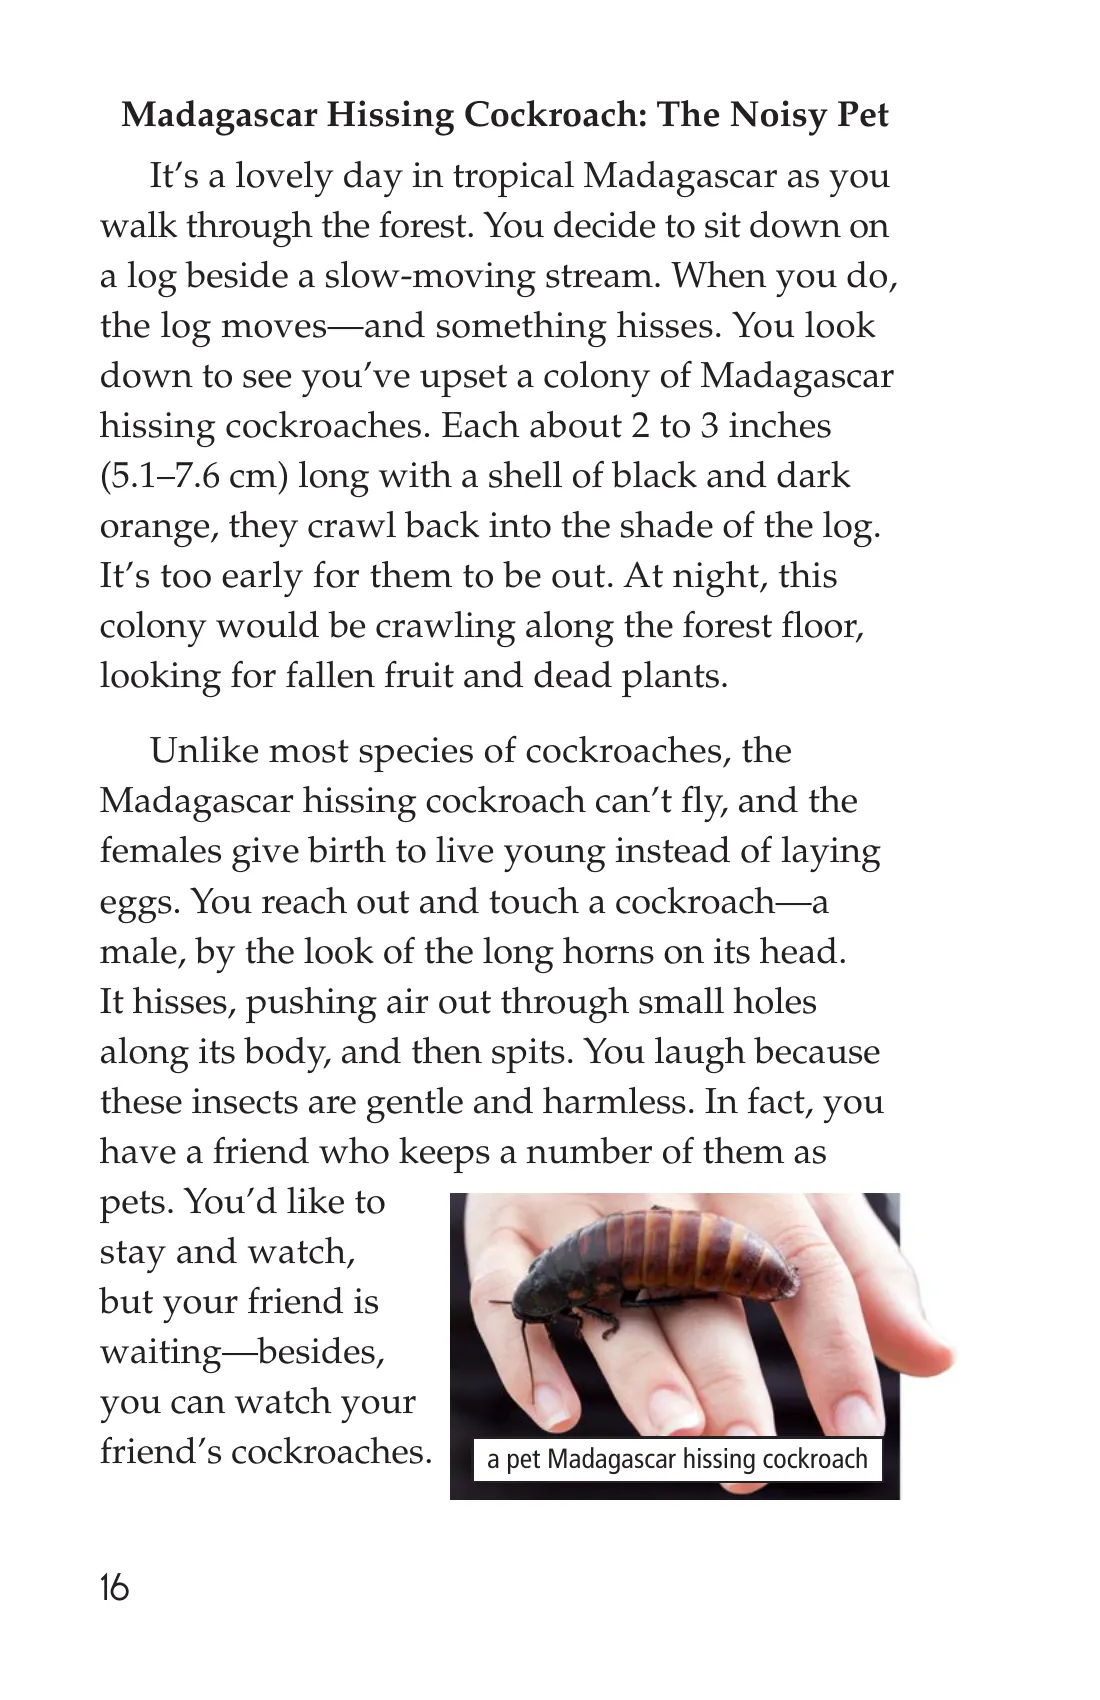 Madagascar Hissing Cockroach: The Noisy Pet
It’s a lovely day in tropical Madagascar as you
walk through the forest. You decide to sit down on
a log beside a slow-moving stream. When you do,
the log moves—and something hisses. You look
down to see you’ve upset a colony of Madagascar
hissing cockroaches. Each about 2 to 3 inches
(5.1–7.6 cm) long with a shell of black and dark
orange, they crawl back into the shade of the log.
It’s too early for them to be out. At night, this
colony would be crawling along the forest floor,
looking for fallen fruit and dead plants.
Unlike most species of cockroaches, the
Madagascar hissing cockroach can’t fly, and the
females give birth to live young instead of laying
eggs. You reach out and touch a cockroach—a
male, by the look of the long horns on its head.
It hisses, pushing air out through small holes
along its body, and then spits. You laugh because
these insects are gentle and harmless. In fact, you
have a friend who keeps a number of them as
pets. You’d like to
stay and watch,
but your friend is
waiting—besides,
you can watch your
friend’s cockroaches.
a pet Madagascar hissing cockroach
16